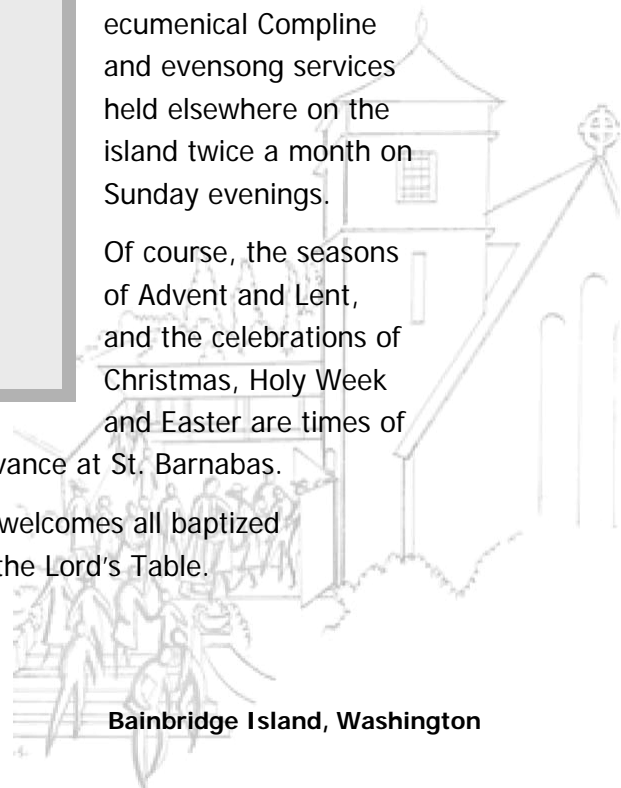 ecumenical Compline
and evensong services
held elsewhere on the
island twice a month on
Sunday evenings.
Of course, the seasons
of Advent and Lent,
and the celebrations of
Christmas, Holy Week
and Easter are times of
vance at St. Barnabas.
welcomes all baptized
the Lord's Table.
Bainbridge Island, Washington